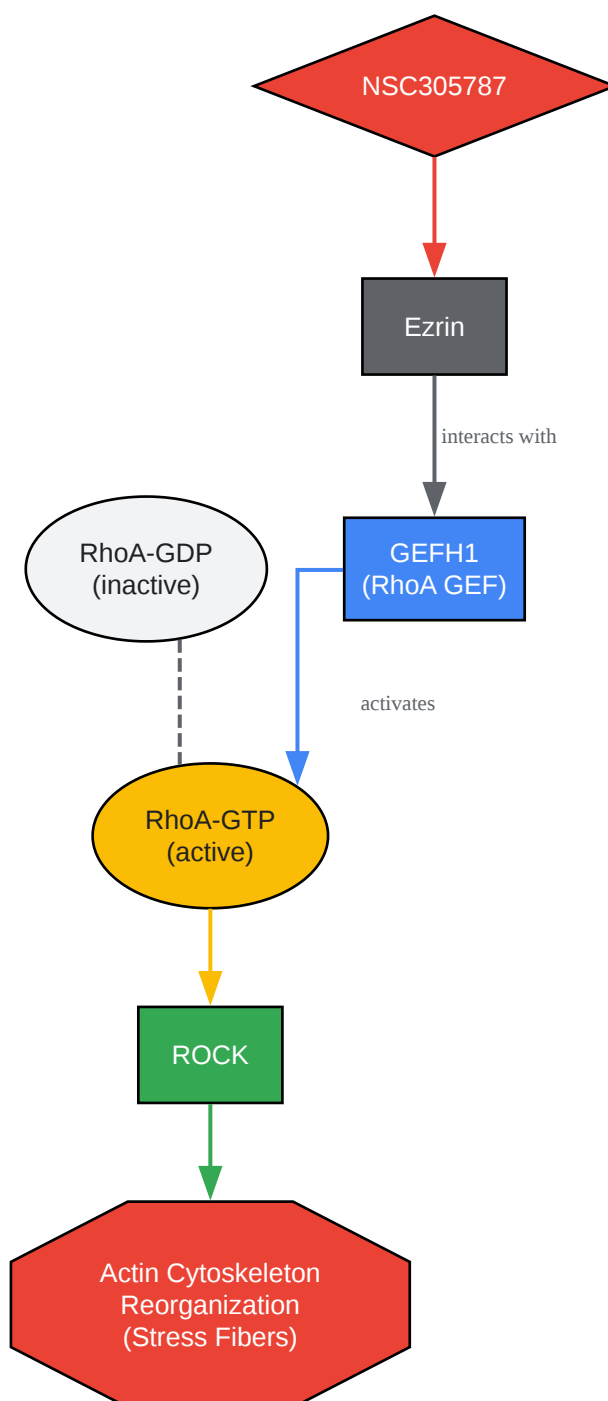 NSC305787
Ezrin
interacts with
RhoA-GDP
(inactive)
GEFH1
(RhoA GEF)
activates
RhoA-GTP
(active)
ROCK
Actin Cytoskeleton
Reorganization
(Stress Fibers)